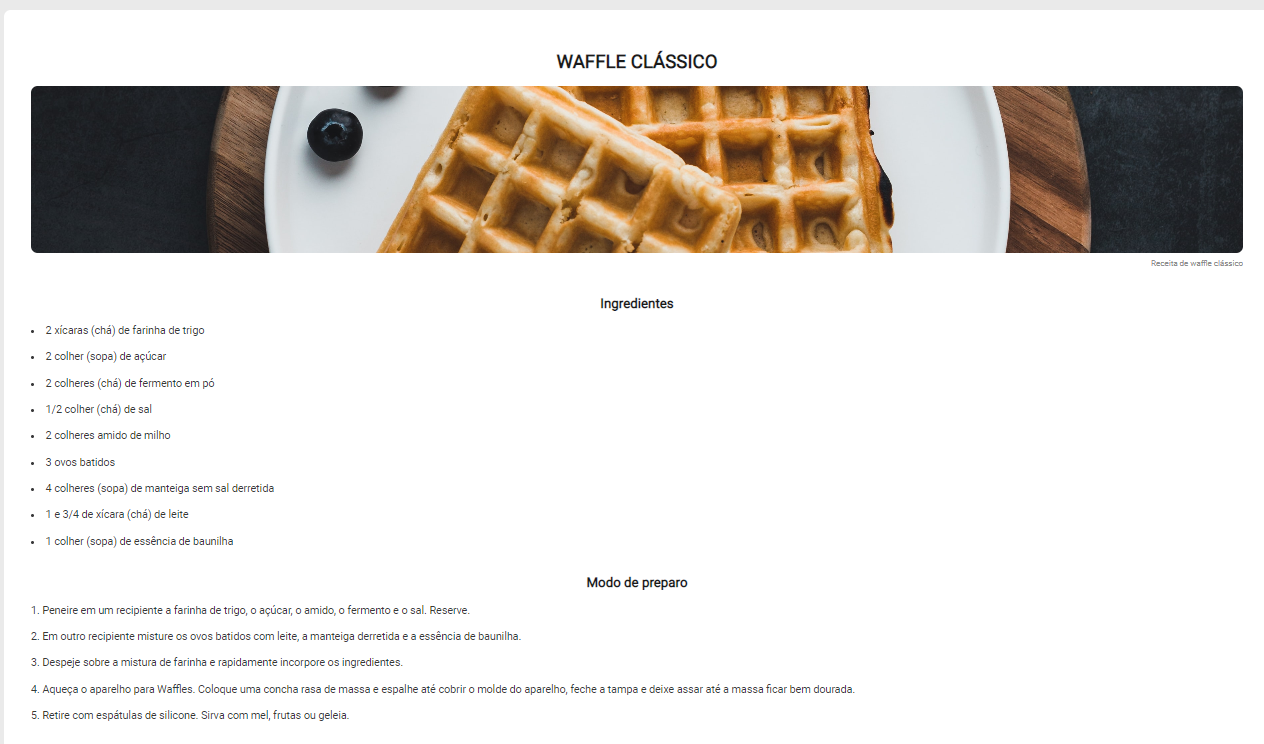 WAFFLE CLÁSSICO
Receita de waffle clássico
Ingredientes
• 2 xícaras (chá) de farinha de trigo
• 2 colher (sopa) de açúcar
• 2 colheres (chá) de fermento em pó
• 1/2 colher (chá) de sal
• 2 colheres amido de milho
• 3 ovos batidos
• 4 colheres (sopa) de manteiga sem sal derretida
• 1 e 3/4 de xícara (chá) de leite
• 1 colher (sopa) de essência de baunilha
Modo de preparo
1. Peneire em um recipiente a farinha de trigo, o açúcar, o amido, o fermento e o sal. Reserve.
2. Em outro recipiente misture os ovos batidos com leite, a manteiga derretida e a essência de baunilha.
3. Despeje sobre a mistura de farinha e rapidamente incorpore os ingredientes.
4. Aqueça o aparelho para Waffles. Coloque uma concha rasa de massa e espalhe até cobrir o molde do aparelho, feche a tampa e deixe assar até a massa ficar bem dourada.
5. Retire com espátulas de silicone. Sirva com mel, frutas ou geleia.